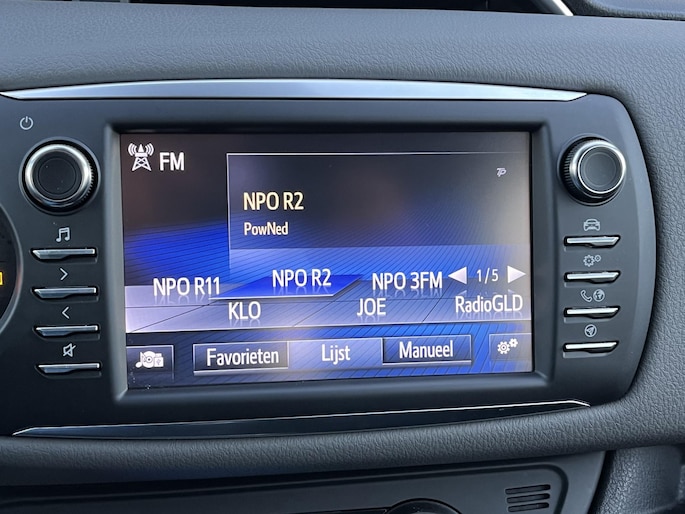 FM
NPO R2
PowNed
NPO R11 NPO R2 NPO 3FM 1/5
KLO JOE RadioGLD
Favorieten Lijst Manueel